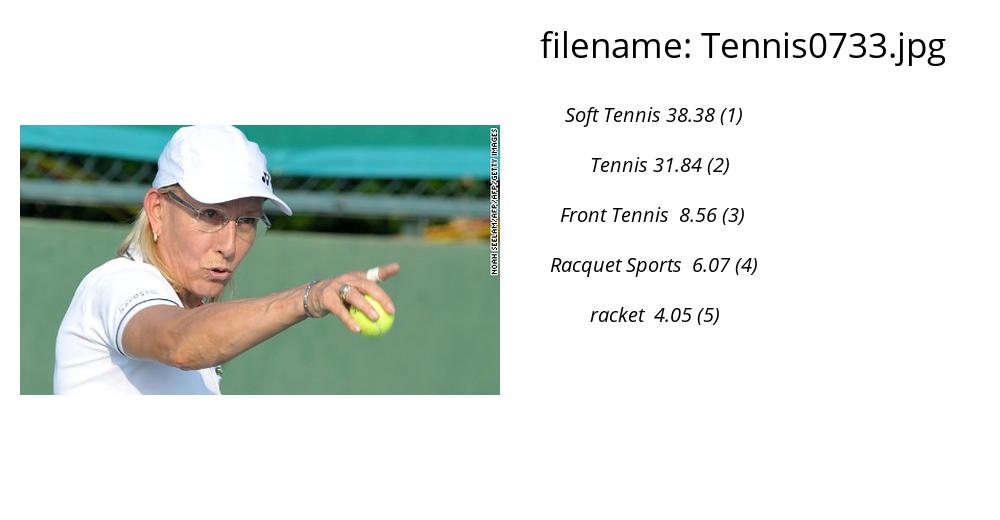 filename: Tennis0733.jpg
Soft Tennis 38.38 (1)
Tennis 31.84 (2)
Front Tennis 8.56 (3)
Racquet Sports 6.07 (4)
racket 4.05 (5)
NOAH SEELAM/AFP/AFP/GETTY IMAGES